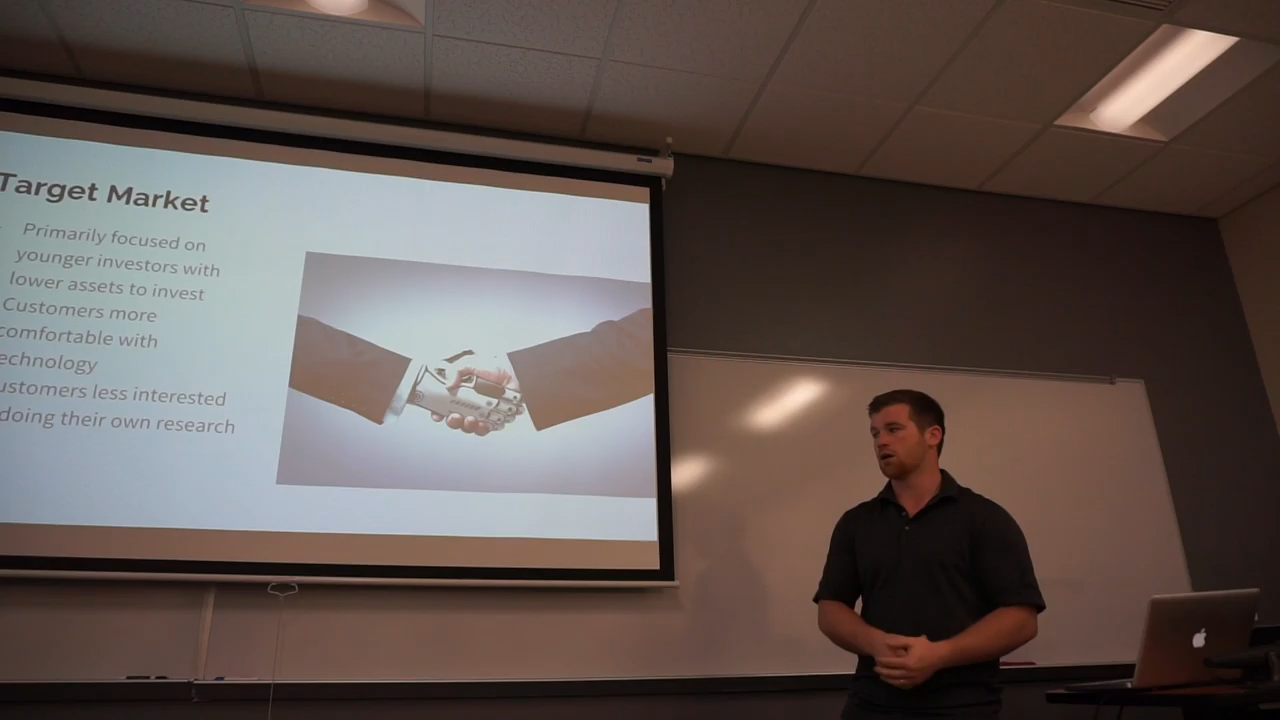 Target Market
Primarily focused on
younger investors with
lower assets to invest
Customers more
comfortable with
echnology
ustomers less interested
doing their own research